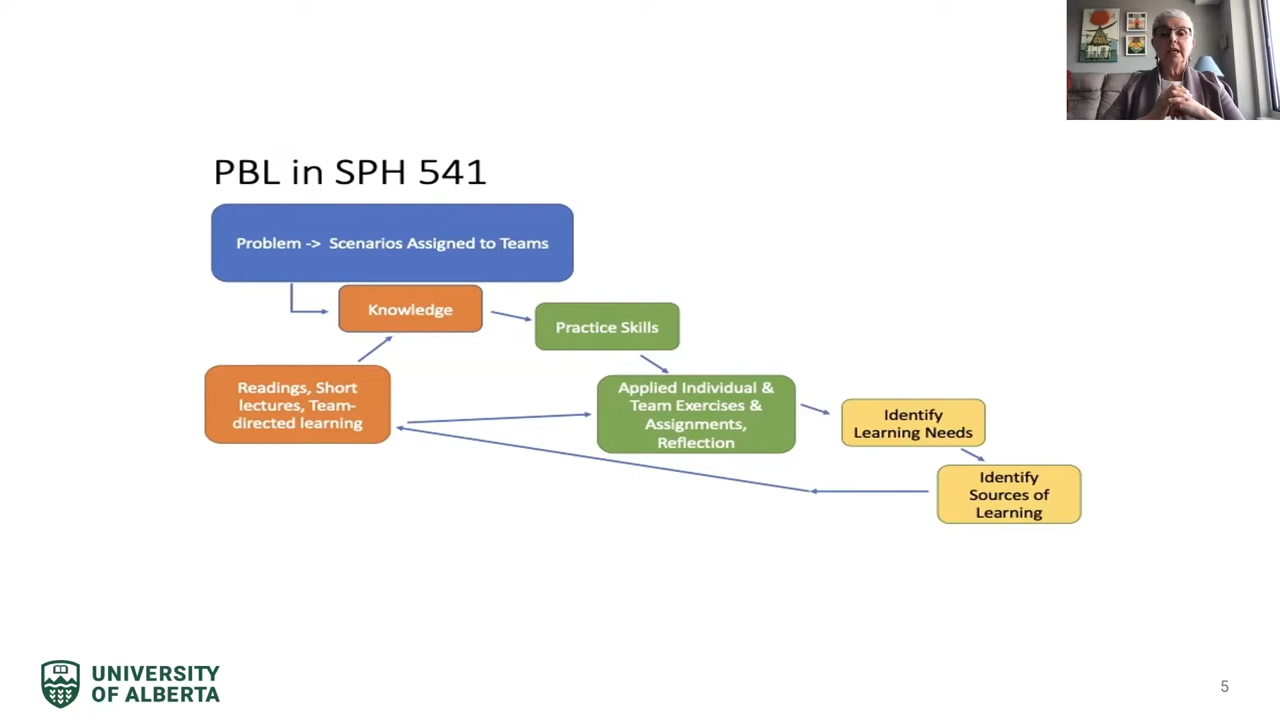 PBL in SPH 541
Problem -> Scenarios Assigned to Teams
Knowledge
Practice Skills
Readings, Short
lectures, Team-
directed learning
Applied Individual &
Team Exercises &
Assignments,
Reflection
Identify
Learning Needs
Identify
Sources of
Learning
UNIVERSITY
OF ALBERTA
5